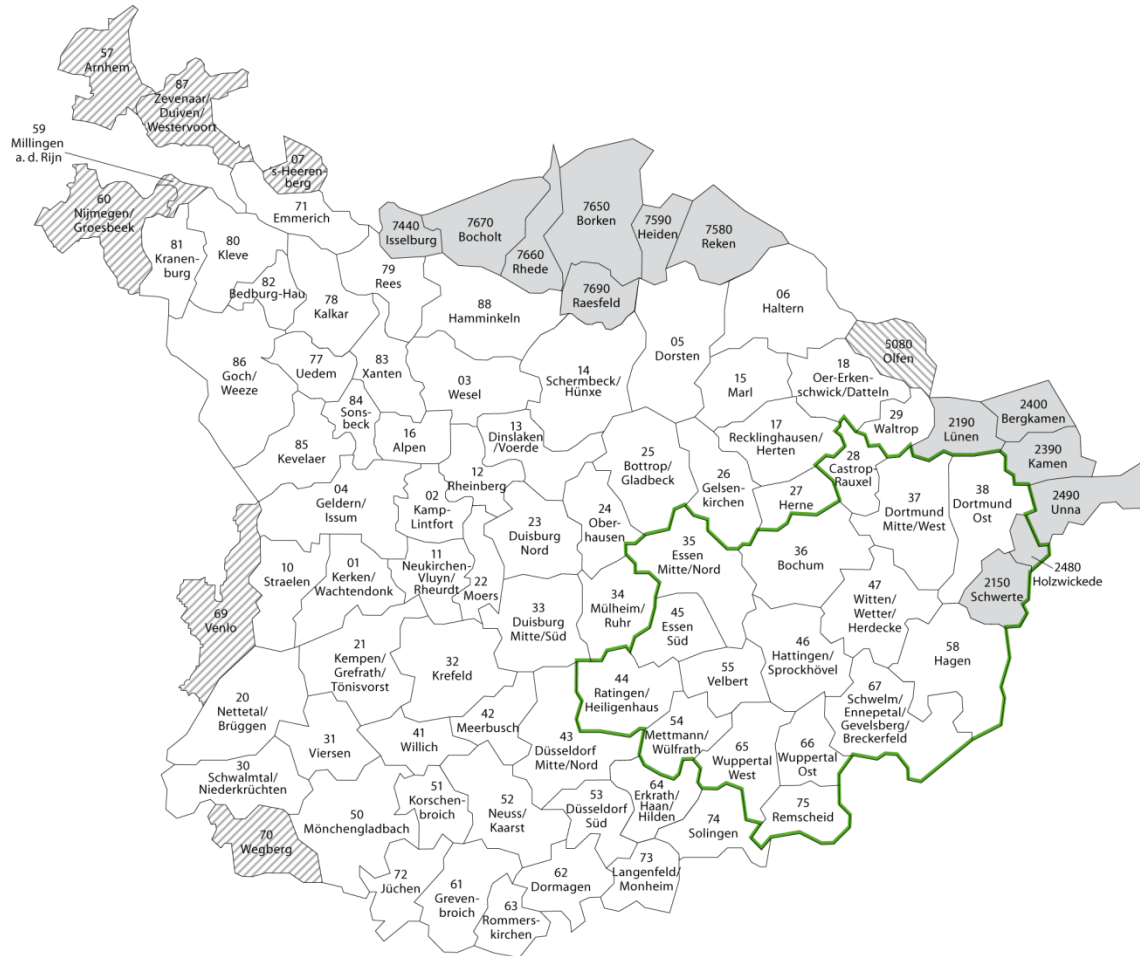 57
Arnhem
87
Zevenaar/
Duiven/
Westervoort
59
Millingen
a. d. Rijn
07
's-Heeren-
berg
60
Nijmegen/
Groesbeek
71
Emmerich
7440
Isselburg
7670
Bocholt
7660
Rhede
7650
Borken
7590
Heiden
7580
Reken
7690
Raesfeld
81
Kranen-
burg
80
Kleve
82
Bedburg-Hau
78
Kalkar
79
Rees
88
Hamminkeln
06
Haltern
05
Dorsten
5080
Olfen
86
Goch/
Weeze
77
Uedem
83
Xanten
84
Sons-
beck
03
Wesel
14
Schermbeck/
Hünxe
15
Marl
18
Oer-Erken-
schwick/Datteln
29
Waltrop
2190
Lünen
2400
Bergkamen
2390
Kamen
2490
Unna
2480
Holzwickede
2150
Schwerte
85
Kevelaer
16
Alpen
13
Dinslaken
/Voerde
12
Rheinberg
25
Bottrop/
Gladbeck
26
Gelsen-
kirchen
17
Recklinghausen/
Herten
27
Herne
28
Castrop-
Rauxel
37
Dortmund
Mitte/West
38
Dortmund
Ost
04
Geldern/
Issum
02
Kamp-
Lintfort
23
Duisburg
Nord
24
Ober-
hausen
35
Essen
Mitte/Nord
36
Bochum
10
Straelen
01
Kerken/
Wachtendonk
11
Neukirchen-
Vluyn/
Rheurdt
22
Moers
33
Duisburg
Mitte/Süd
34
Mülheim/
Ruhr
45
Essen
Süd
47
Witten/
Wetter/
Herdecke
69
Venlo
21
Kempen/
Grefrath/
Tönisvorst
32
Krefeld
44
Ratingen/
Heiligenhaus
55
Velbert
46
Hattingen/
Sprockhövel
58
Hagen
67
Schwelm/
Ennepetal/
Gevelsberg/
Breckerfeld
20
Nettetal/
Brüggen
31
Viersen
41
Willich
42
Meerbusch
43
Düsseldorf
Mitte/Nord
54
Mettmann/
Wülfrath
65
Wuppertal
West
66
Wuppertal
Ost
30
Schwalmtal/
Niederkrüchten
50
Mönchengladbach
51
Korschen-
broich
52
Neuss/
Kaarst
53
Düsseldorf
Süd
64
Erkrath/
Haan/
Hilden
74
Solingen
75
Remscheid
70
Wegberg
72
Jüchen
61
Greven-
broich
63
Rommers-
kirchen
62
Dormagen
73
Langenfeld/
Monheim